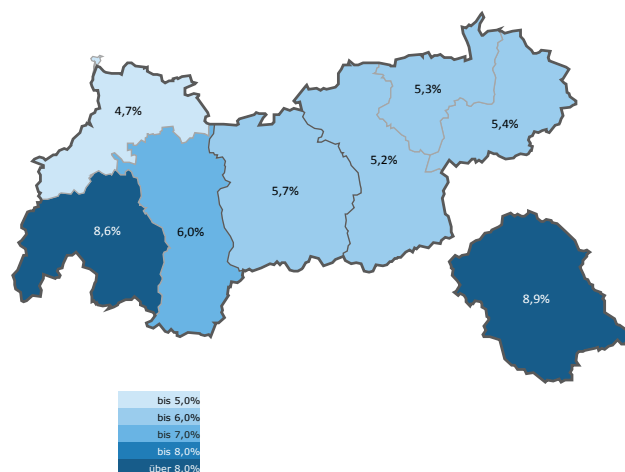 5,3%
4,7%
5,4%
5,2%
5,7%
8,6%
6,0%
8,9%
bis 5,0%
bis 6,0%
bis 7,0%
bis 8,0%
über 8,0%